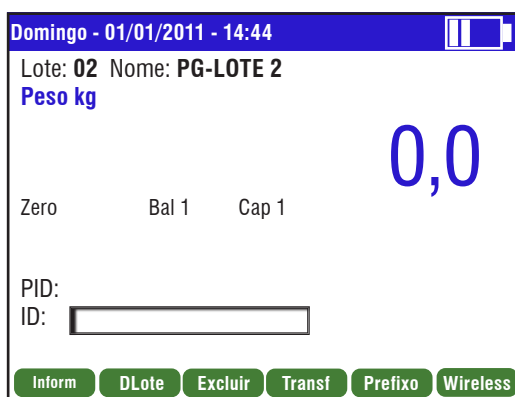 Domingo - 01/01/2011 - 14:44
Lote: 02 Nome: PG-LOTE 2
Peso kg
0,0
Zero Bal 1 Cap 1
PID:
ID:
Inform DLote Excluir Transf Prefixo Wireless